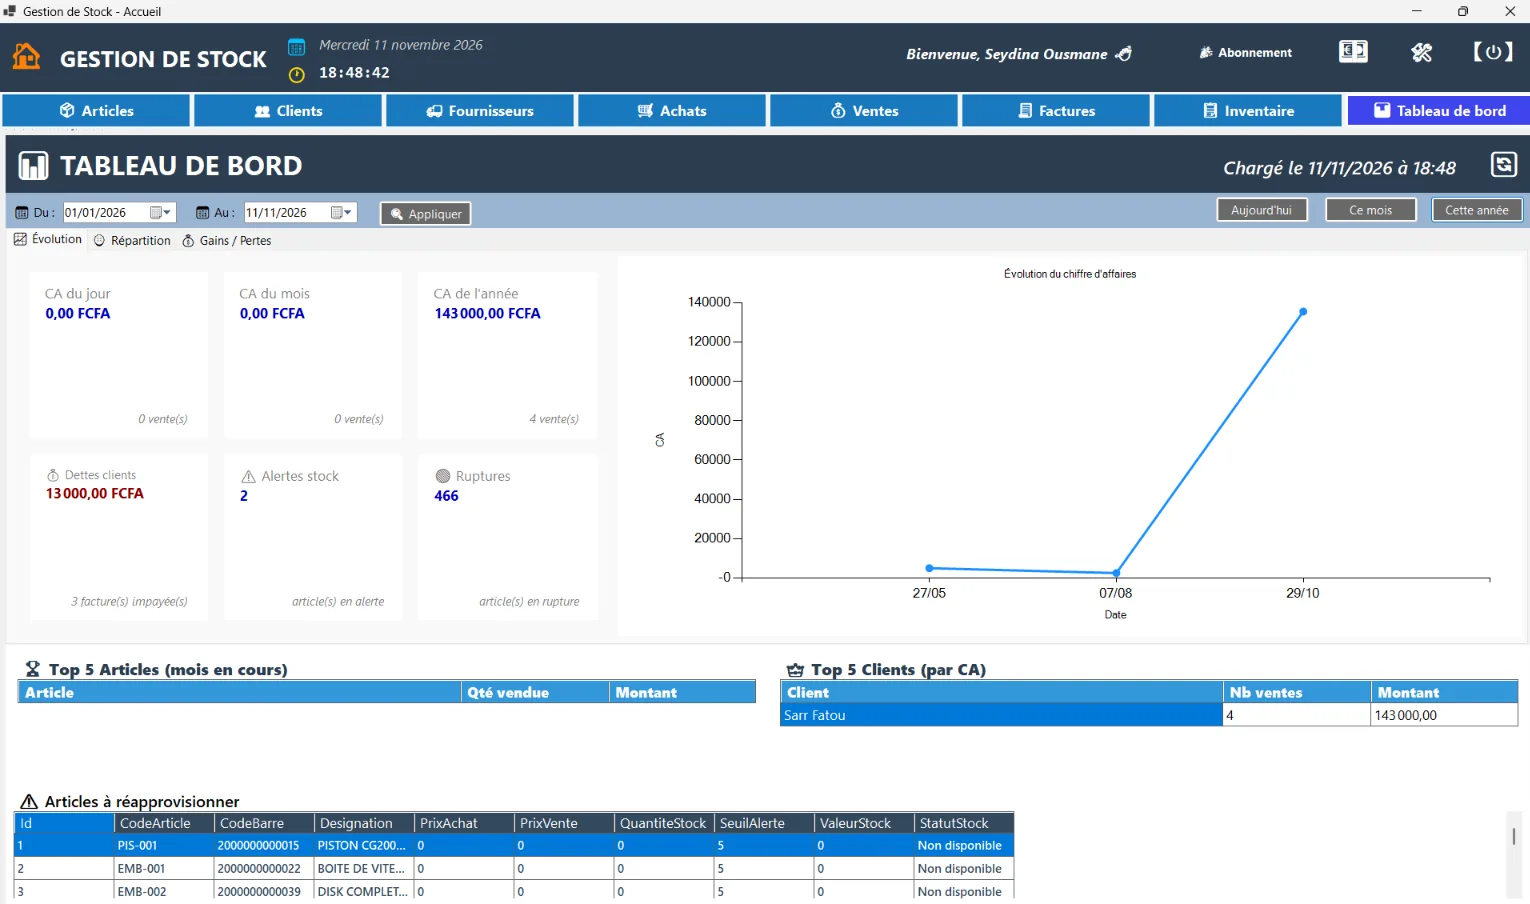 Gestion de Stock - Accueil
GESTION DE STOCK
Mercredi 11 novembre 2026
18:48:42
Bienvenue, Seydina Ousmane
Abonnement
Articles
Clients
Fournisseurs
Achats
Ventes
Factures
Inventaire
Tableau de bord
TABLEAU DE BORD
Chargé le 11/11/2026 à 18:48
Du : 01/01/2026
Au : 11/11/2026
Appliquer
Aujourd'hui
Ce mois
Cette année
Évolution
Répartition
Gains / Pertes
CA du jour
0,00 FCFA
0 vente(s)
CA du mois
0,00 FCFA
0 vente(s)
CA de l'année
143 000,00 FCFA
4 vente(s)
Dettes clients
13 000,00 FCFA
3 facture(s) impayée(s)
Alertes stock
2
article(s) en alerte
Ruptures
466
article(s) en rupture
Évolution du chiffre d'affaires
140000
120000
100000
80000
60000
40000
20000
-0
CA
27/05
07/08
29/10
Date
Top 5 Articles (mois en cours)
Article Qté vendue Montant
Top 5 Clients (par CA)
Client Nb ventes Montant
Sarr Fatou 4 143 000,00
Articles à réapprovisionner
Id CodeArticle CodeBarre Designation PrixAchat PrixVente QuantiteStock SeuilAlerte ValeurStock StatutStock
1 PIS-001 2000000000015 PISTON CG200... 0 0 0 5 0 Non disponible
2 EMB-001 2000000000022 BOITE DE VITE... 0 0 0 5 0 Non disponible
3 EMB-002 2000000000039 DISK COMPLET... 0 0 0 5 0 Non disponible